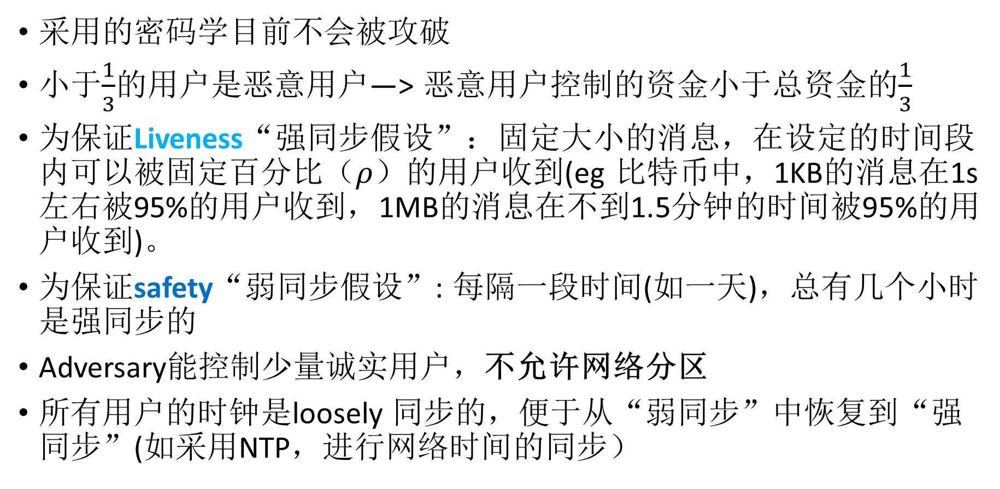 • 采用的密码学目前不会被攻破
• 小于1/3的用户是恶意用户—> 恶意用户控制的资金小于总资金的1/3
• 为保证Liveness“强同步假设”：固定大小的消息，在设定的时间段
内可以被固定百分比（ρ）的用户收到(eg 比特币中，1KB的消息在1s
左右被95%的用户收到，1MB的消息在不到1.5分钟的时间被95%的用
户收到)。
• 为保证safety“弱同步假设”: 每隔一段时间(如一天)，总有几个小时
是强同步的
• Adversary能控制少量诚实用户，不允许网络分区
• 所有用户的时钟是loosely 同步的，便于从“弱同步”中恢复到“强
同步”(如采用NTP，进行网络时间的同步）